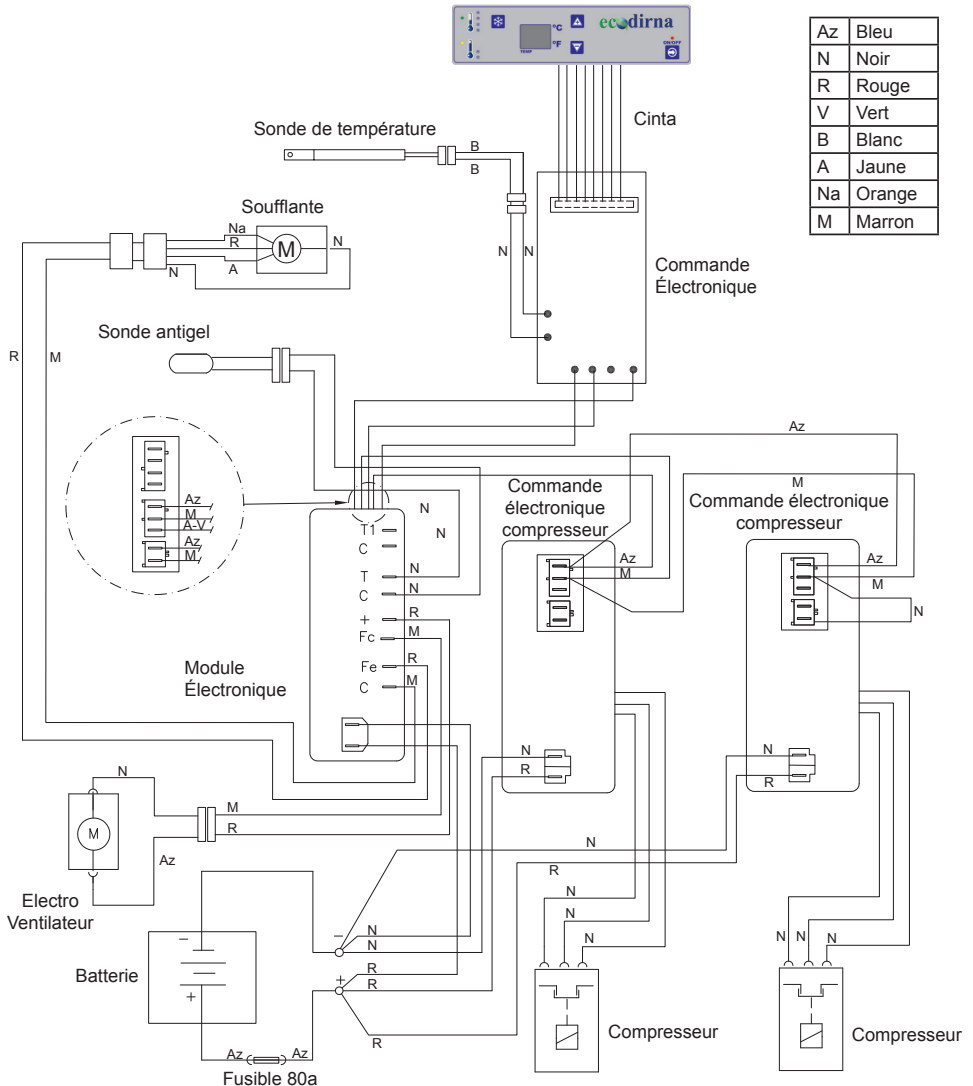 ecodirna
°C
°F
TEMP
ON/OFF
Az Bleu
N Noir
R Rouge
V Vert
B Blanc
A Jaune
Na Orange
M Marron
Cinta
Sonde de température
B
B
N
N
Commande
Électronique
Soufflante
Na
R
A
N
M
N
R
M
Sonde antigel
Az
M
A-V
Az
M
N
N
T1
C
T
C
+
Fc
Fe
C
N
N
R
M
R
M
Module
Électronique
Commande
électronique
compresseur
Az
M
N
R
Az
M
Commande électronique
compresseur
Az
M
N
N
R
N
M
Az
M
R
Electro
Ventilateur
N
R
Batterie
−
+
−
N
N
+
R
R
R
Az
Az
Fusible 80a
N
N
N
Compresseur
N
N
N
Compresseur